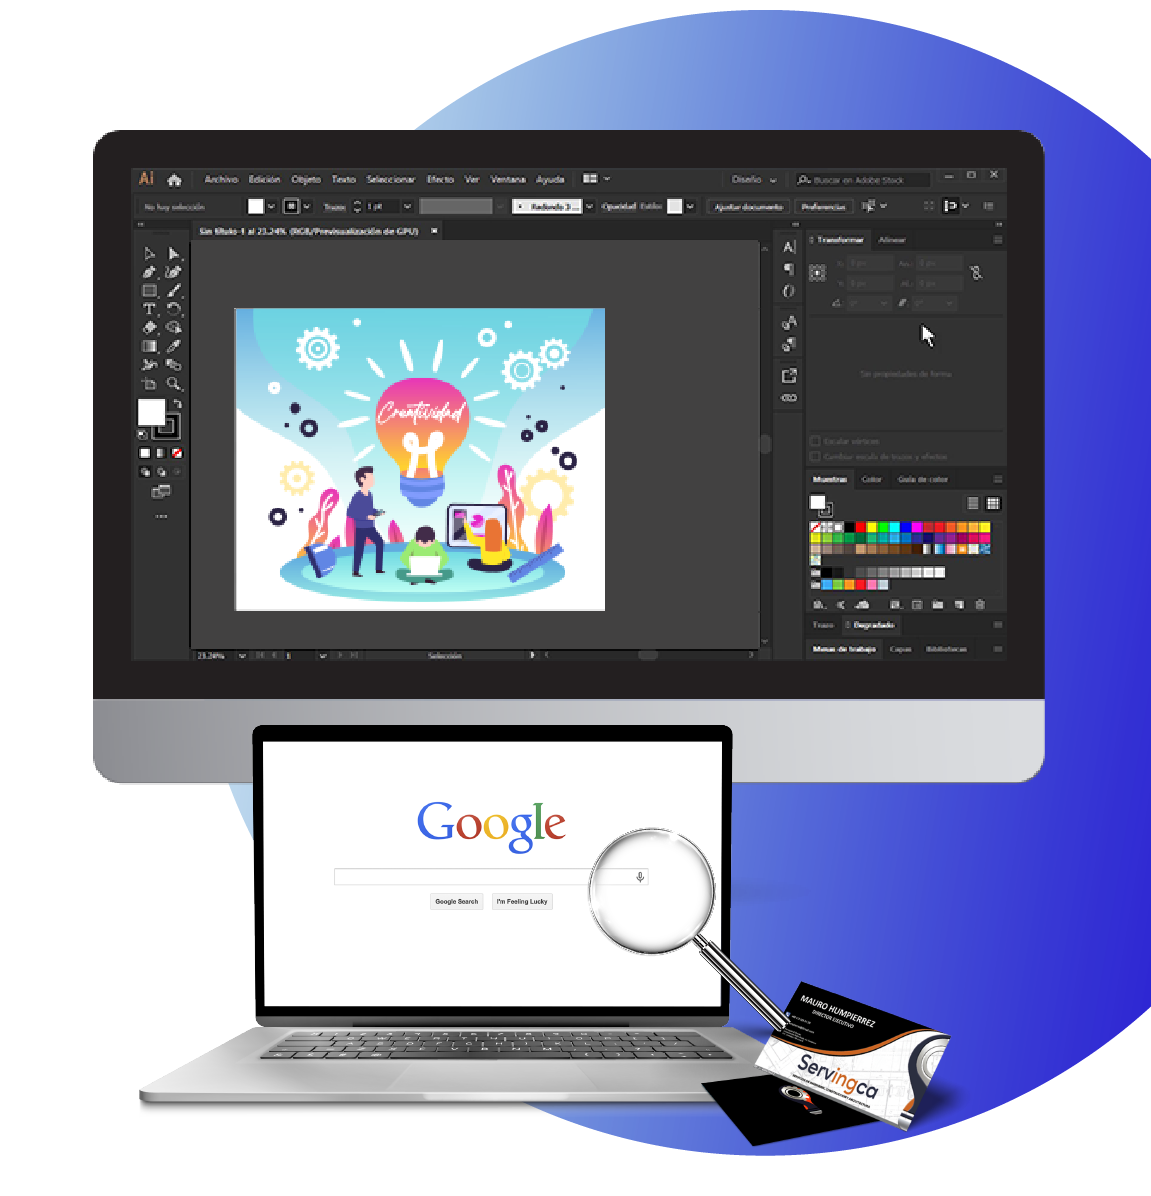 Ai Archivo Edición Objeto Texto Seleccionar Efecto Ver Ventana Ayuda Diseño Buscar en Adobe Stock
No hay selección Trazo: 1 pt Redondo 3 ... Opacidad Estilo: Ajustar documento Preferencias
Sin título-1 al 23.24% (RGB/Previsualización de GPU)
Transformar Alinear
Creatividad
Sin propiedades de forma
Escalar vértices
Cambiar escala de trazos y efectos
Muestras Color Guía de color
Trazo Degradado
Mesas de trabajo Capas Bibliotecas
23.24% 1 Selección
Google
Google Search I'm Feeling Lucky
MAURO HUMPIERREZ
DIRECTOR EJECUTIVO
Servingca